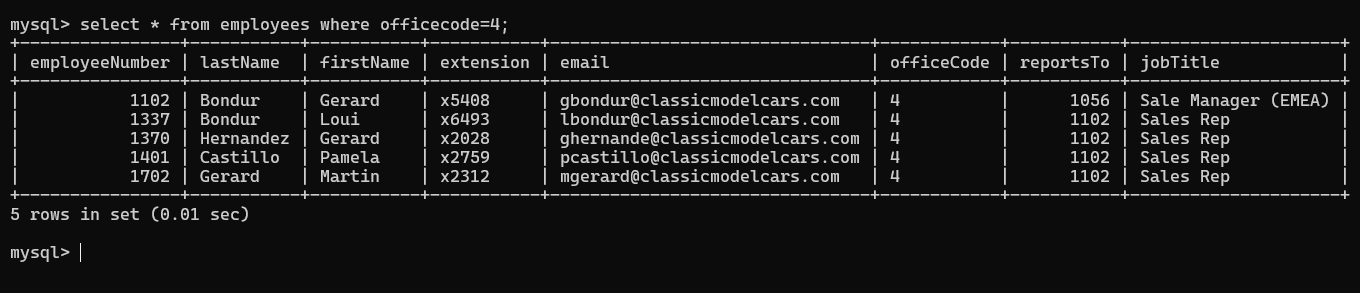 mysql> select * from employees where officecode=4;
+----------------+-----------+-----------+-----------+--------------------------------+------------+-----------+---------------------+
| employeeNumber | lastName  | firstName | extension | email                          | officeCode | reportsTo | jobTitle            |
+----------------+-----------+-----------+-----------+--------------------------------+------------+-----------+---------------------+
|           1102 | Bondur    | Gerard    | x5408     | gbondur@classicmodelcars.com   | 4          |      1056 | Sale Manager (EMEA) |
|           1337 | Bondur    | Loui      | x6493     | lbondur@classicmodelcars.com   | 4          |      1102 | Sales Rep           |
|           1370 | Hernandez | Gerard    | x2028     | ghernande@classicmodelcars.com | 4          |      1102 | Sales Rep           |
|           1401 | Castillo  | Pamela    | x2759     | pcastillo@classicmodelcars.com | 4          |      1102 | Sales Rep           |
|           1702 | Gerard    | Martin    | x2312     | mgerard@classicmodelcars.com   | 4          |      1102 | Sales Rep           |
+----------------+-----------+-----------+-----------+--------------------------------+------------+-----------+---------------------+
5 rows in set (0.01 sec)
mysql>